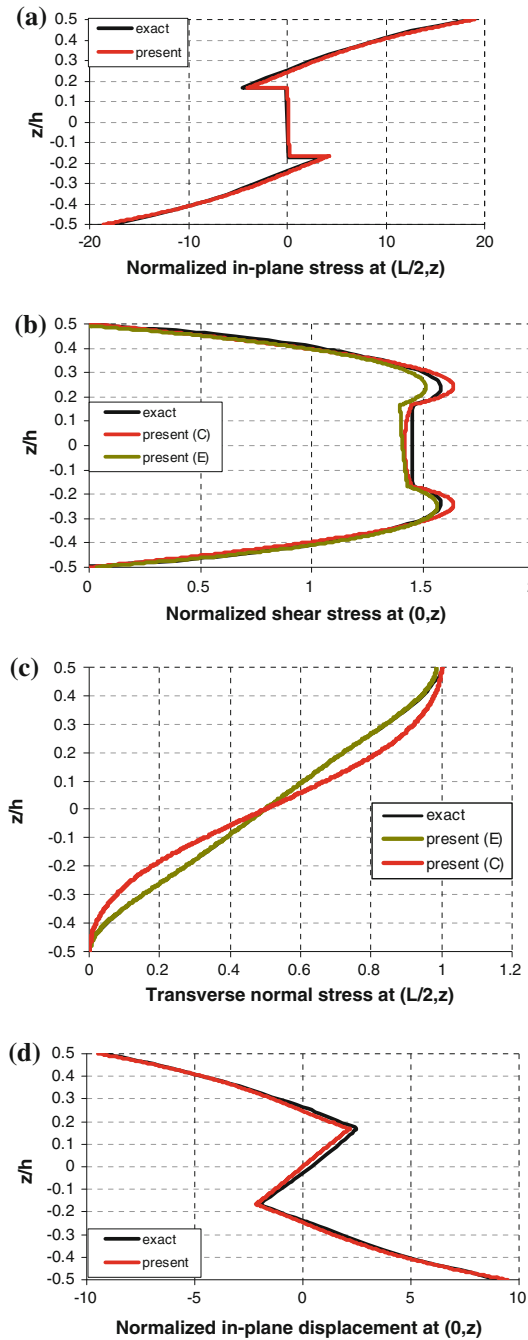 (a)
0.5
0.4
0.3
0.2
0.1
0
-0.1
-0.2
-0.3
-0.4
-0.5
z/h
exact
present
-20 -10 0 10 20
Normalized in-plane stress at (L/2,z)
(b)
0.5
0.4
0.3
0.2
0.1
0
-0.1
-0.2
-0.3
-0.4
-0.5
z/h
exact
present (C)
present (E)
0 0.5 1 1.5
Normalized shear stress at (0,z)
(c)
0.5
0.4
0.3
0.2
0.1
0
-0.1
-0.2
-0.3
-0.4
-0.5
z/h
exact
present (E)
present (C)
0 0.2 0.4 0.6 0.8 1 1.2
Transverse normal stress at (L/2,z)
(d)
0.5
0.4
0.3
0.2
0.1
0
-0.1
-0.2
-0.3
-0.4
-0.5
z/h
exact
present
-10 -5 0 5 10
Normalized in-plane displacement at (0,z)